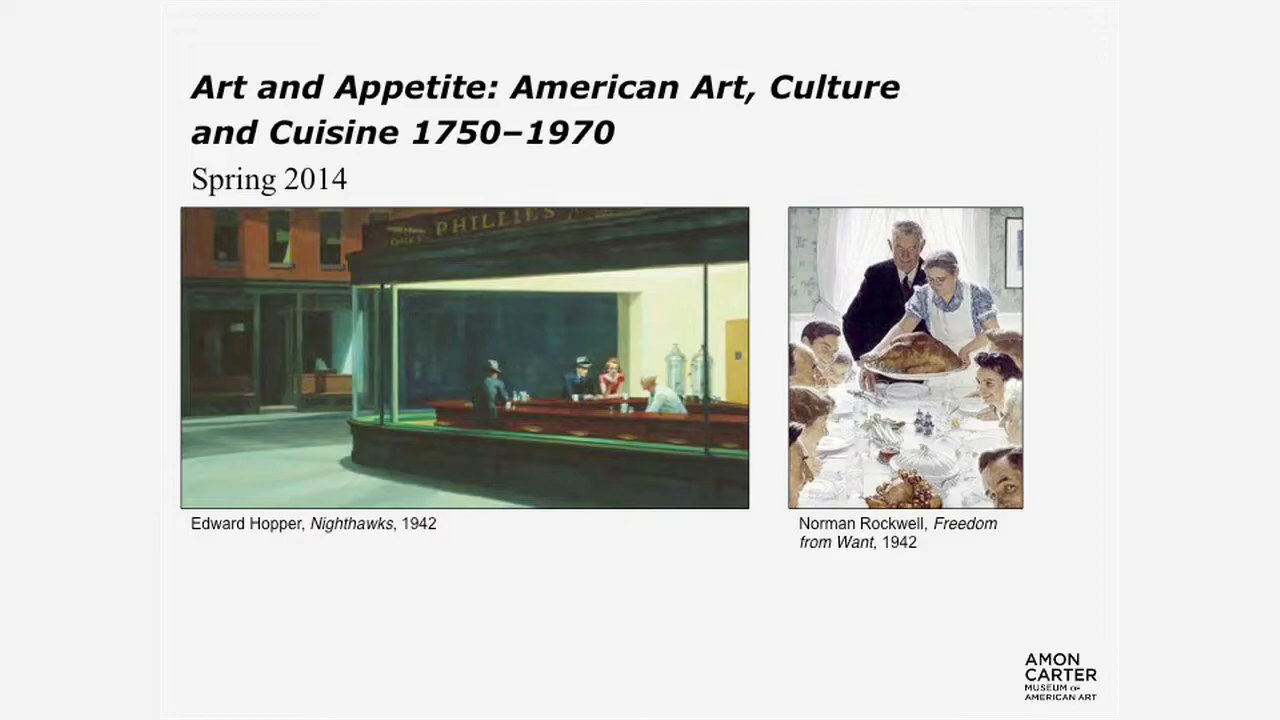 Art and Appetite: American Art, Culture
and Cuisine 1750–1970
Spring 2014
PHILLIES
Edward Hopper, Nighthawks, 1942
Norman Rockwell, Freedom
from Want, 1942
AMON
CARTER
MUSEUM OF
AMERICAN ART